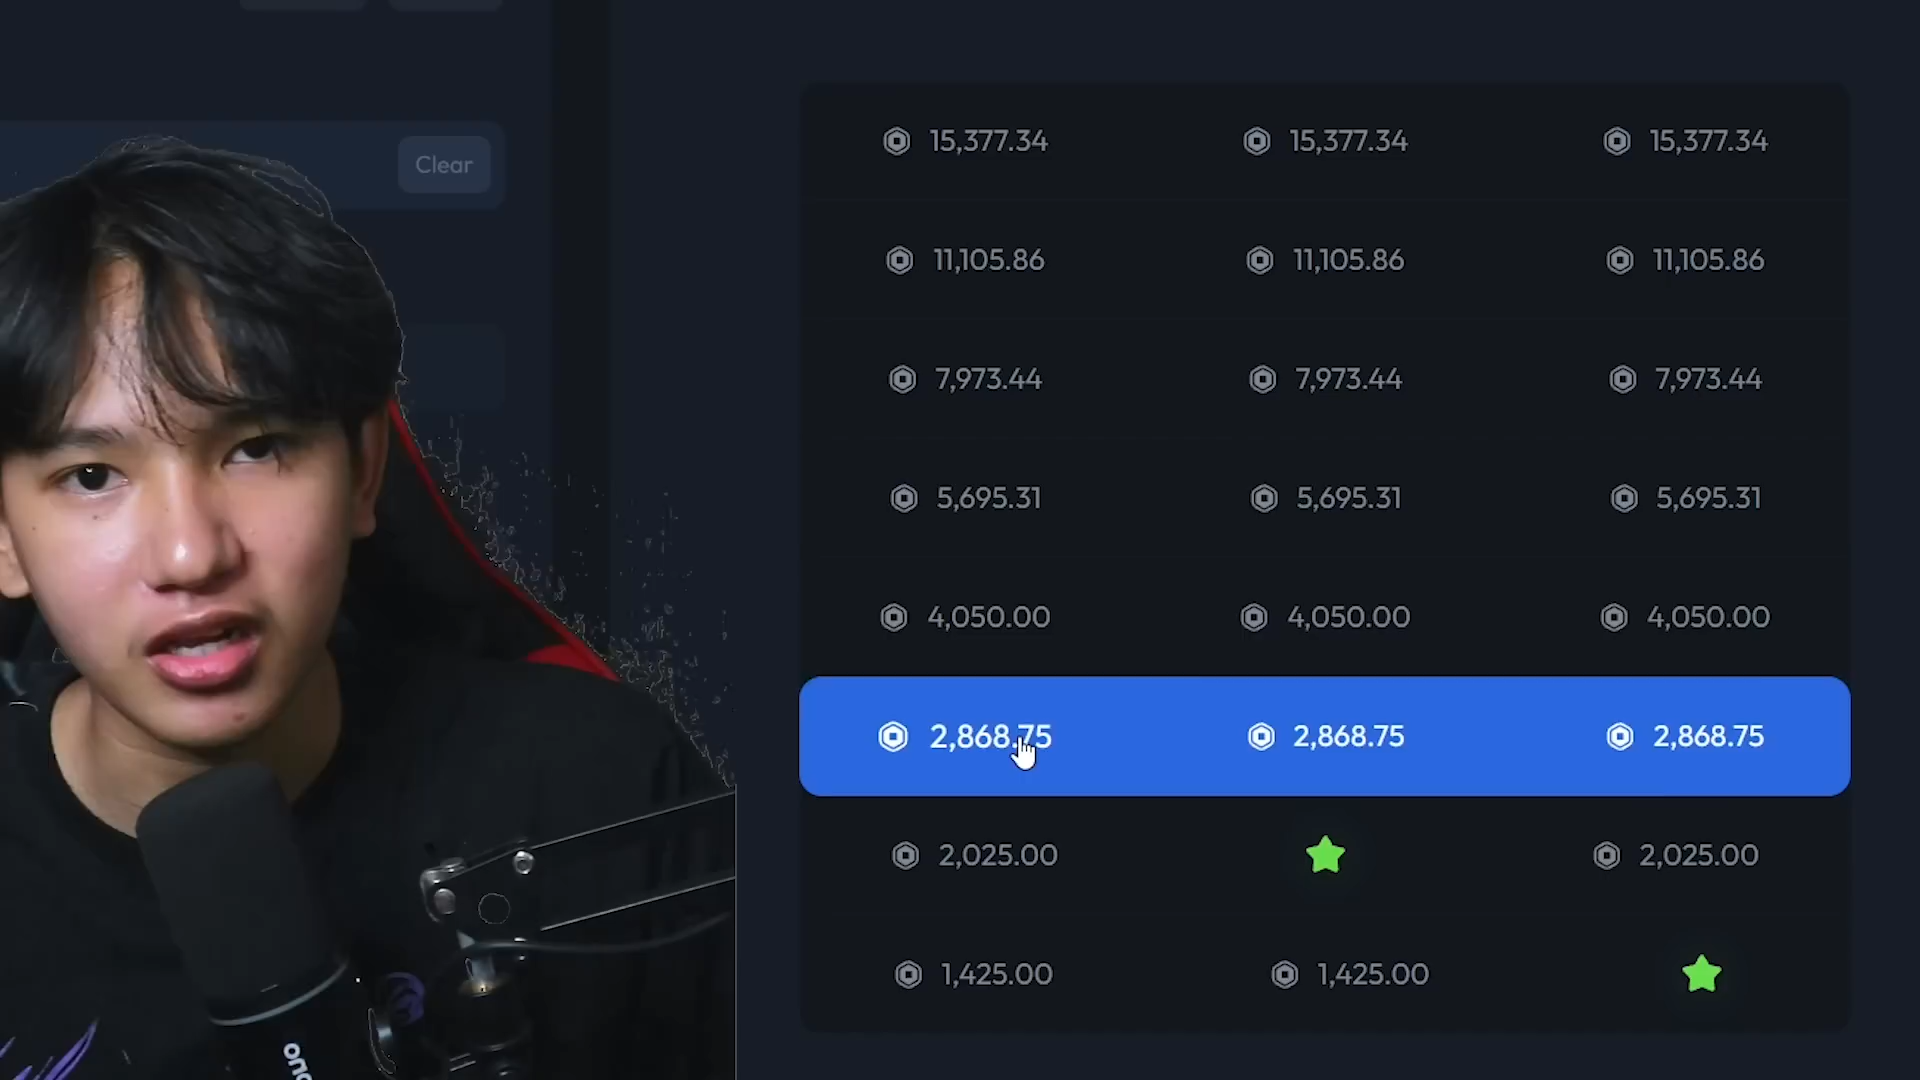 Clear
15,377.34 15,377.34 15,377.34
11,105.86 11,105.86 11,105.86
7,973.44 7,973.44 7,973.44
5,695.31 5,695.31 5,695.31
4,050.00 4,050.00 4,050.00
2,868.75 2,868.75 2,868.75
2,025.00 2,025.00
1,425.00 1,425.00